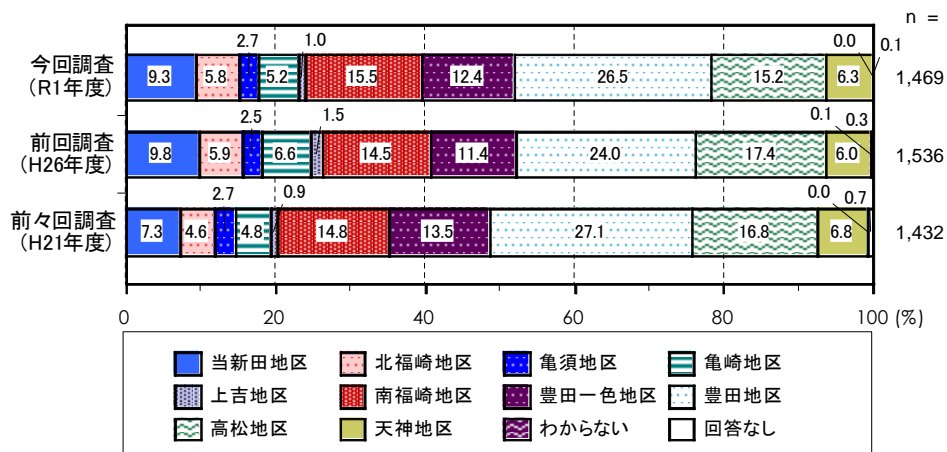 n =
2.7 1.0 0.0 0.1
今回調査
(R1年度)
9.3 5.8 5.2 15.5 12.4 26.5 15.2 6.3 1,469
2.5 1.5 0.1 0.3
前回調査
(H26年度)
9.8 5.9 6.6 14.5 11.4 24.0 17.4 6.0 1,536
2.7 0.9 0.0 0.7
前々回調査
(H21年度)
7.3 4.6 4.8 14.8 13.5 27.1 16.8 6.8 1,432
0 20 40 60 80 100 (%)
当新田地区 北福崎地区 亀須地区 亀崎地区
上吉地区 南福崎地区 豊田一色地区 豊田地区
高松地区 天神地区 わからない 回答なし